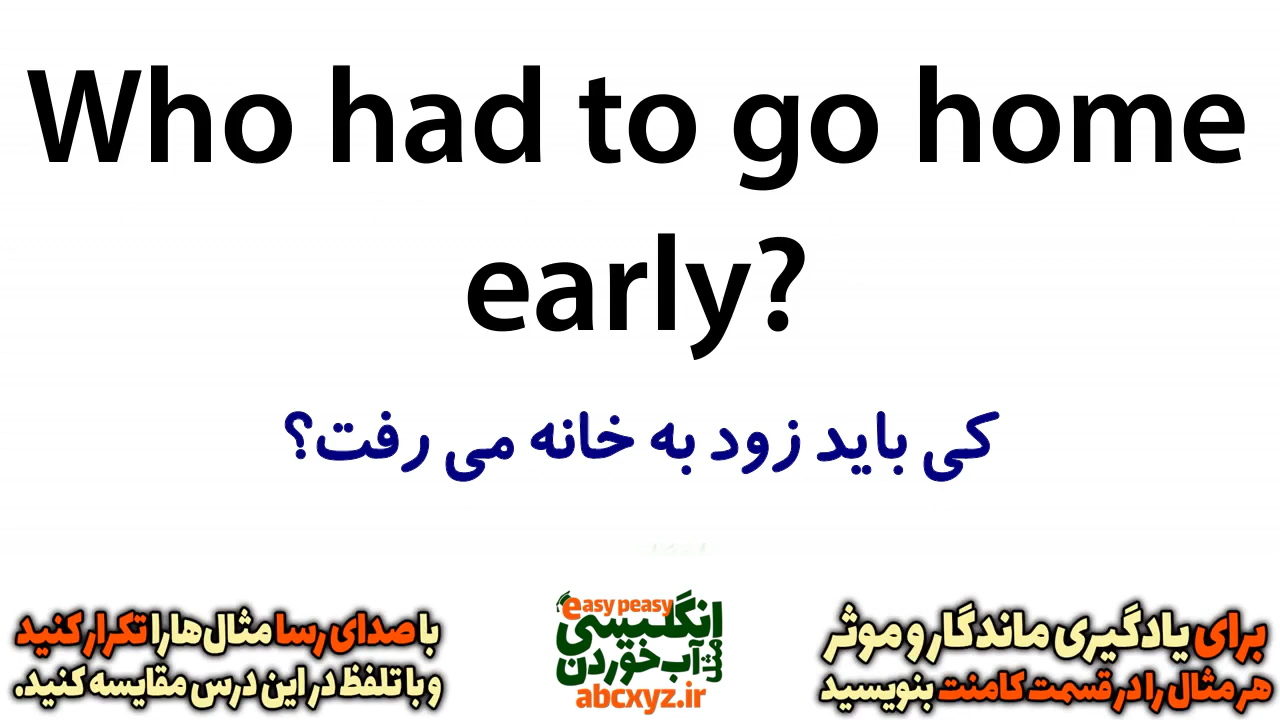 Who had to go home
early?
کی باید زود به خانه می رفت؟
برای یادگیری ماندگار و موثر
هر مثال را در قسمت کامنت بنویسید
easy peasy
انگلیسی
مثل آب خوردن
abcxyz.ir
با صدای رسا مثال‌ها را تکرار کنید
و با تلفظ در این درس مقایسه کنید.